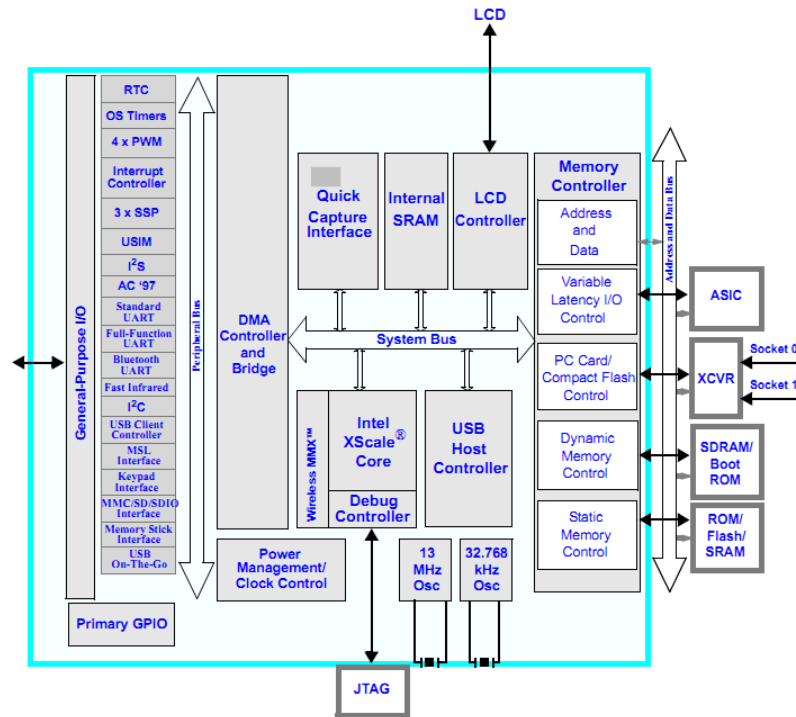 LCD
General-Purpose I/O
RTC
OS Timers
4 x PWM
Interrupt
Controller
3 x SSP
USIM
I²S
AC '97
Standard
UART
Full-Function
UART
Bluetooth
UART
Fast Infrared
I²C
USB Client
Controller
MSL
Interface
Keypad
Interface
MMC/SD/SDIO
Interface
Memory Stick
Interface
USB
On-The-Go
Primary GPIO
Peripheral Bus
DMA
Controller
and
Bridge
Quick
Capture
Interface
Internal
SRAM
LCD
Controller
System Bus
Wireless MMX™
Intel
XScale®
Core
Debug
Controller
USB
Host
Controller
Power
Management/
Clock Control
13
MHz
Osc
32.768
kHz
Osc
JTAG
Memory
Controller
Address
and
Data
Variable
Latency I/O
Control
PC Card/
Compact Flash
Control
Dynamic
Memory
Control
Static
Memory
Control
Address and Data Bus
ASIC
XCVR
Socket 0
Socket 1
SDRAM/
Boot
ROM
ROM/
Flash/
SRAM